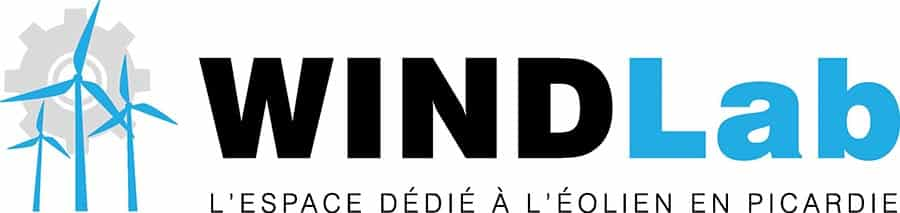 WINDLab
L'ESPACE DÉDIÉ À L'ÉOLIEN EN PICARDIE